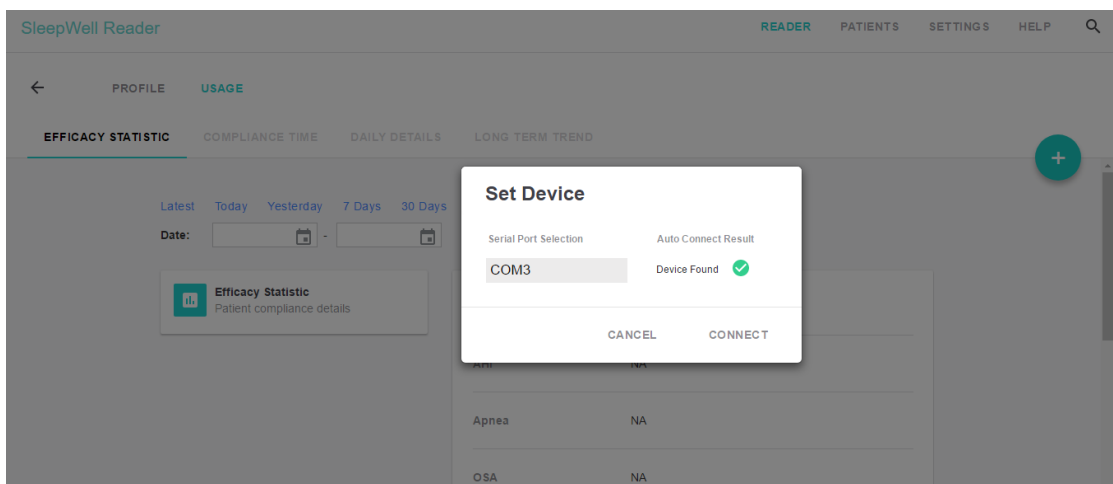 SleepWell Reader
READER PATIENTS SETTINGS HELP
PROFILE USAGE
EFFICACY STATISTIC COMPLIANCE TIME DAILY DETAILS LONG TERM TREND
+
Latest Today Yesterday 7 Days 30 Days
Date: -
Efficacy Statistic
Patient compliance details
Set Device
Serial Port Selection Auto Connect Result
COM3 Device Found
CANCEL CONNECT
AHI NA
Apnea NA
OSA NA